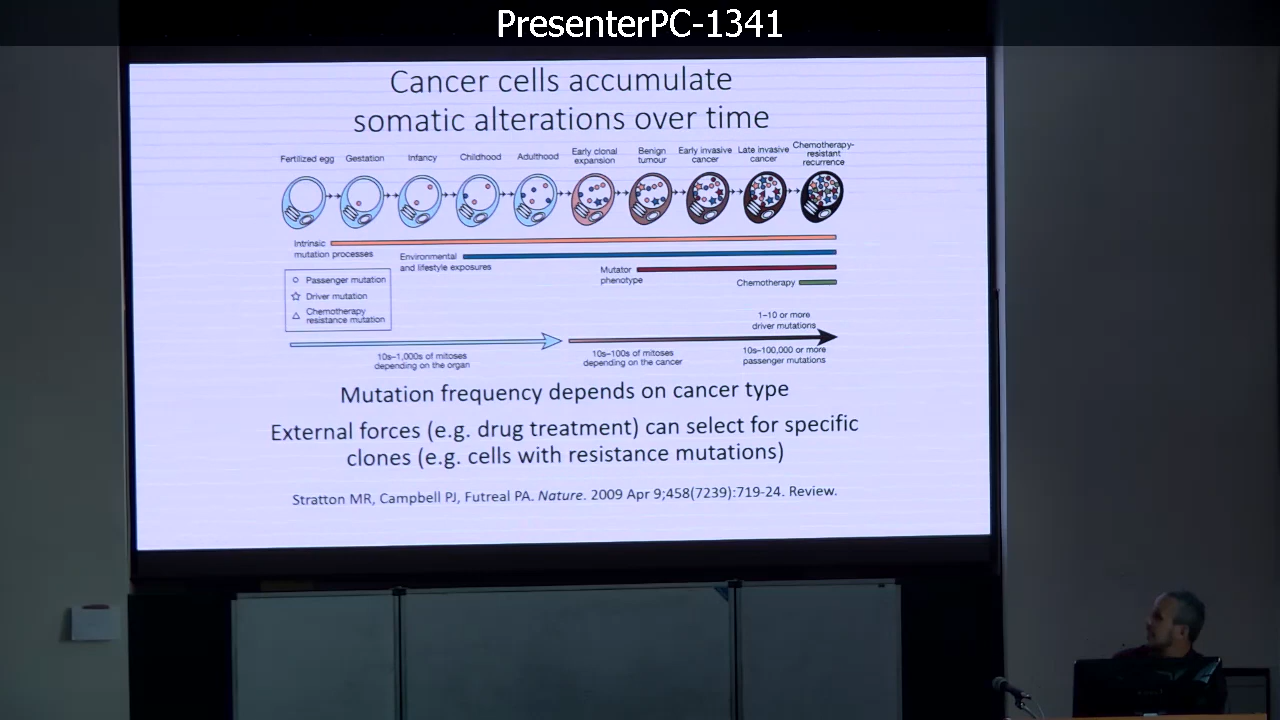 PresenterPC-1341
Cancer cells accumulate
somatic alterations over time
Fertilized egg
Gestation
Infancy
Childhood
Adulthood
Early clonal
expansion
Benign
tumour
Early invasive
cancer
Late invasive
cancer
Chemotherapy-
resistant
recurrence
Intrinsic
mutation processes
Environmental
and lifestyle exposures
Mutator
phenotype
Chemotherapy
Passenger mutation
Driver mutation
Chemotherapy
resistance mutation
10s–1,000s of mitoses
depending on the organ
10s–100s of mitoses
depending on the cancer
1–10 or more
driver mutations
10s–100,000 or more
passenger mutations
Mutation frequency depends on cancer type
External forces (e.g. drug treatment) can select for specific
clones (e.g. cells with resistance mutations)
Stratton MR, Campbell PJ, Futreal PA. Nature. 2009 Apr 9;458(7239):719-24. Review.